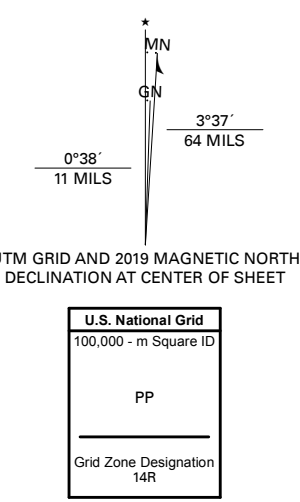 ★
MN
GN
3°37´
64 MILS
0°38´
11 MILS
UTM GRID AND 2019 MAGNETIC NORTH
DECLINATION AT CENTER OF SHEET
U.S. National Grid
100,000 - m Square ID
PP
Grid Zone Designation
14R